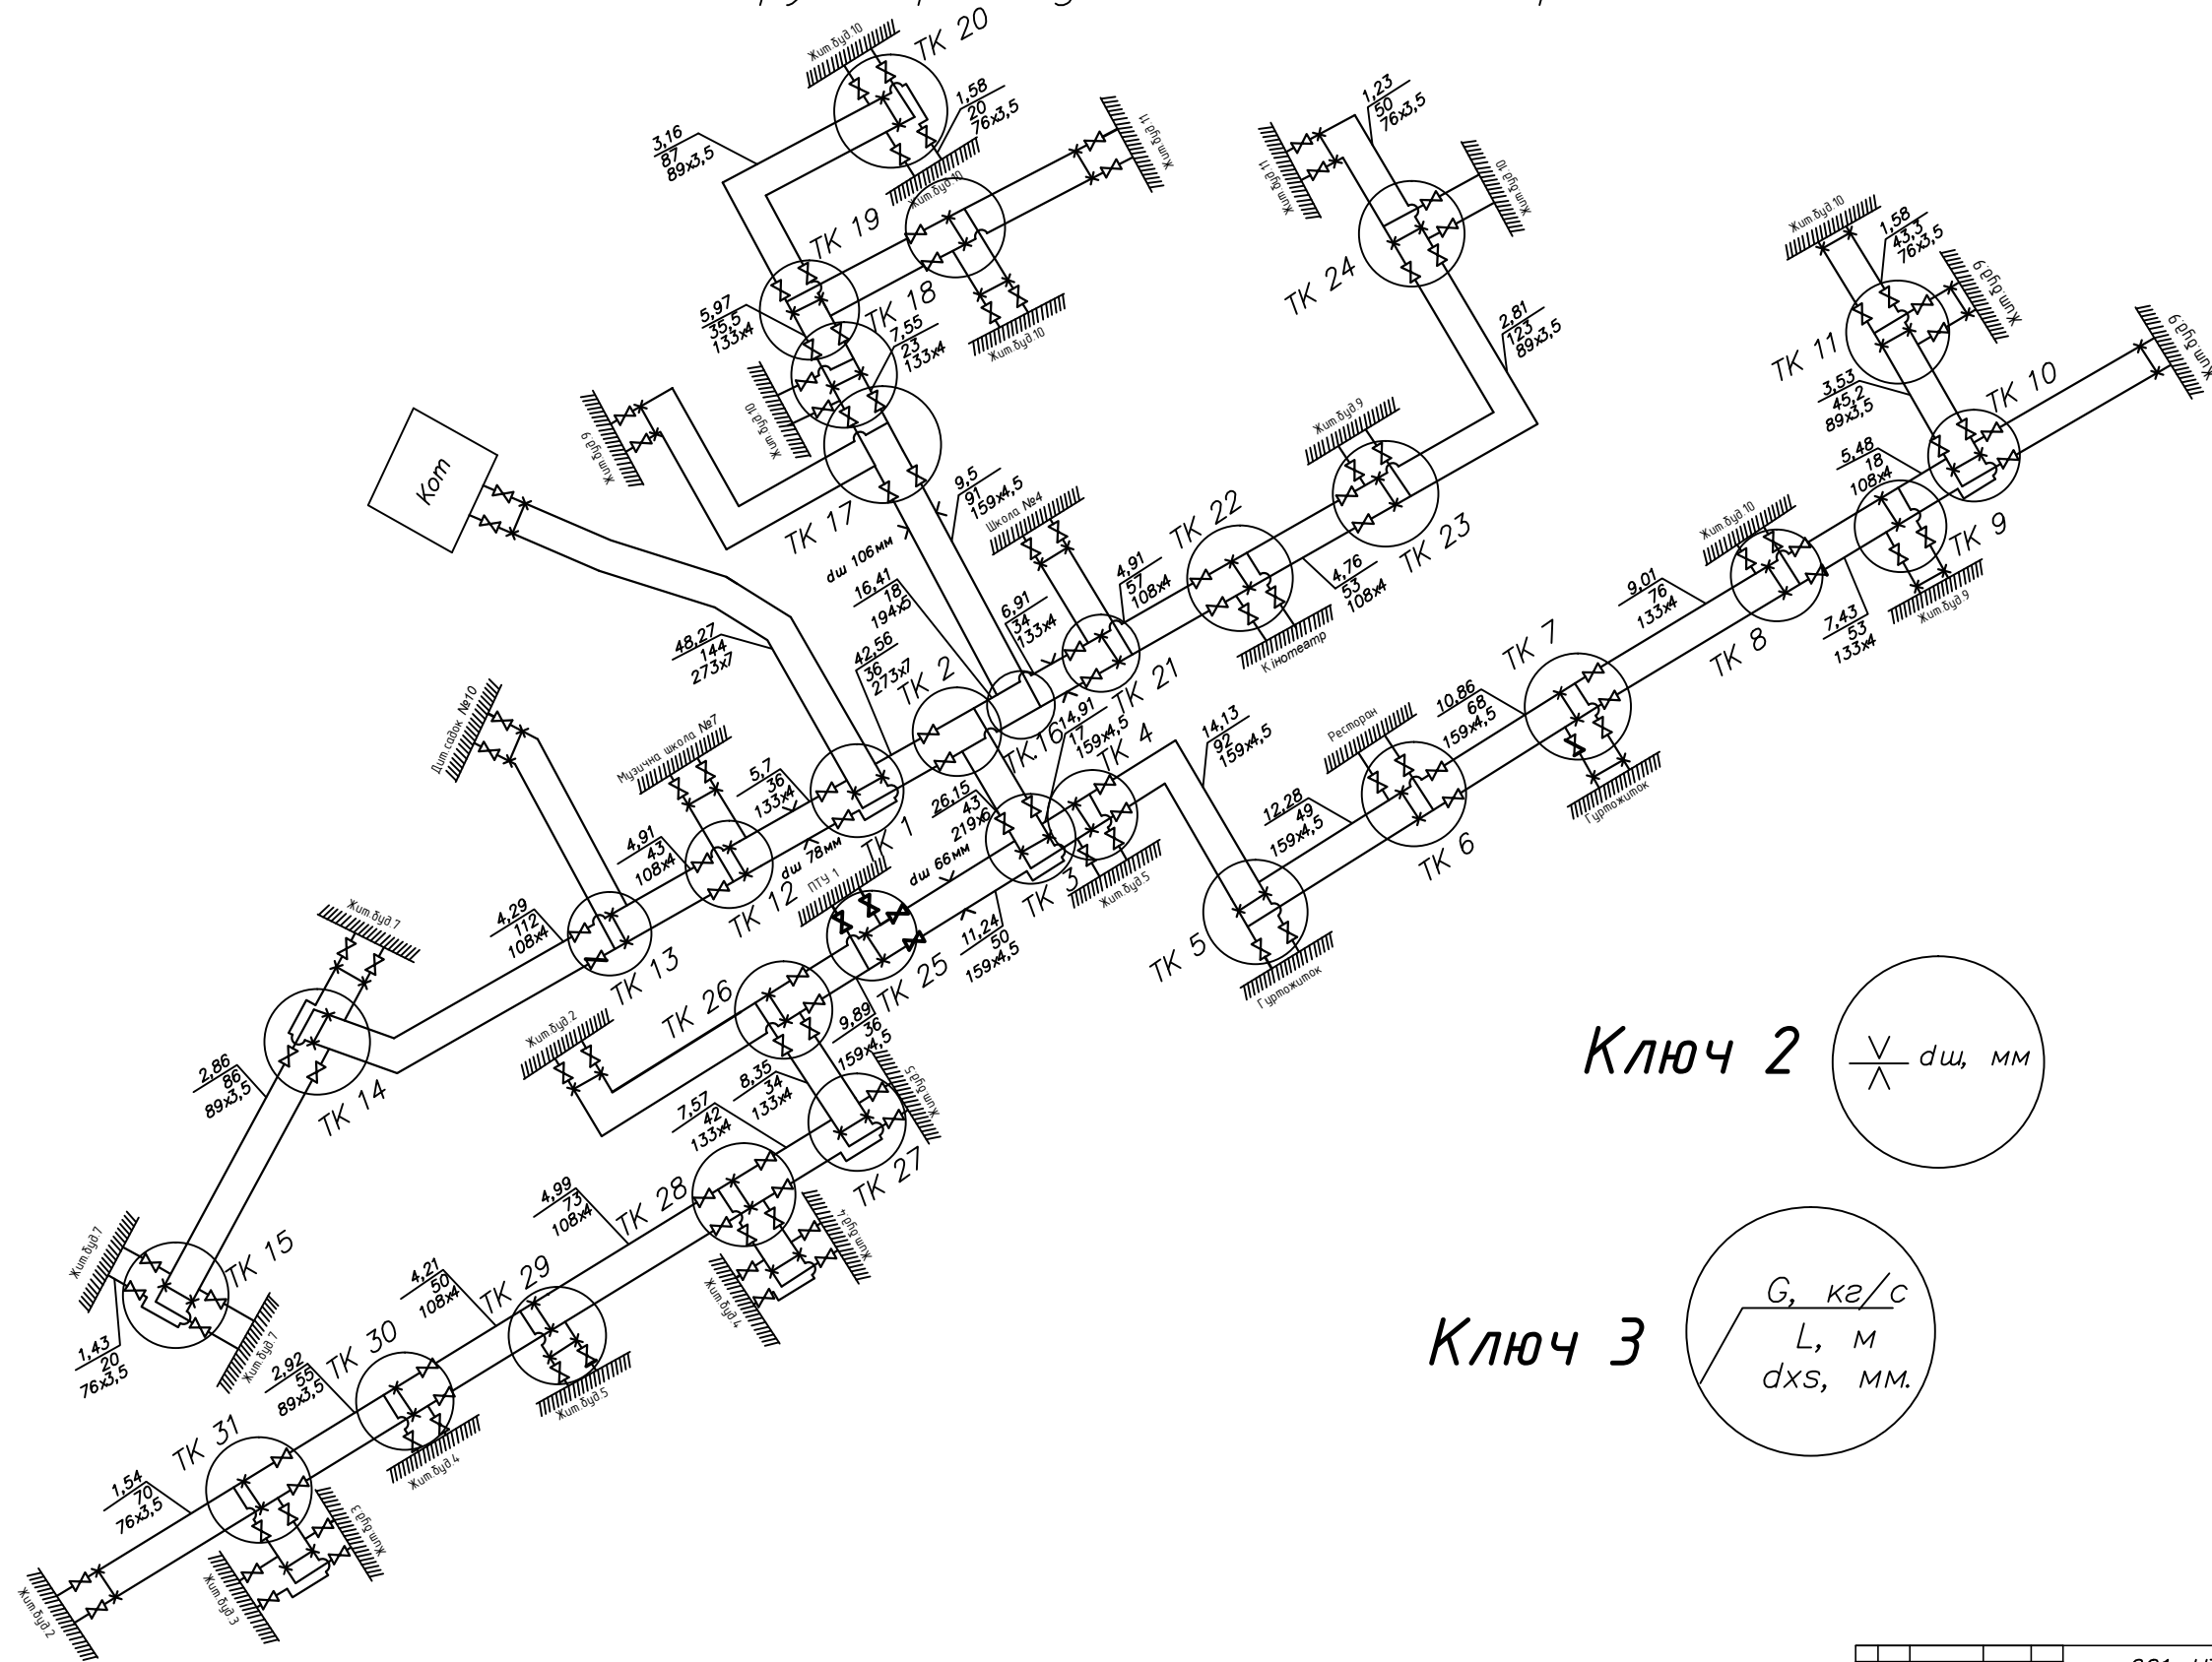 ТК 20
Жит.буд.10
1,58
20
76х3,5
3,16
87
89х3,5
Жит.буд.10
Жит.буд.11
ТК 19
ТК 18
5,97
35,5
133х4
7,55
23
133х4
Жит.буд.10
Жит.буд.10
Жит.буд.9
ТК 17
9,5
91
159х4,5
dш 106мм
Кот
1,23
50
76х3,5
Жит.буд.11
Жит.буд.10
ТК 24
2,81
123
89х3,5
Жит.буд.9
ТК 23
4,76
53
108х4
ТК 22
Кінотеатр
4,91
57
108х4
Школа №4
6,91
34
133х4
ТК 21
16,41
18
194х5
ТК 16
ТК 2
42,56
36
273х7
48,27
144
273х7
ТК 1
Жит.буд.10
1,58
43,3
76х3,5
Жит.буд.9
ТК 11
3,53
45,2
89х3,5
ТК 10
Жит.буд.9
5,48
18
108х4
ТК 9
Жит.буд.9
Жит.буд.10
ТК 8
7,43
53
133х4
9,01
76
133х4
ТК 7
Гуртожиток
10,86
68
159х4,5
Ресторан
ТК 6
12,28
49
159х4,5
ТК 5
Гуртожиток
14,13
92
159х4,5
14,91
17
159х4,5
ТК 4
Жит.буд.5
ТК 3
26,15
43
219х6
dш 66мм
dш 78мм
5,7
36
133х4
Музична школа №7
Дит.садок №10
ТК 12
4,91
43
108х4
ТК 13
4,29
112
108х4
Жит.буд.7
ТК 14
2,86
86
89х3,5
Жит.буд.7
ТК 15
1,43
20
76х3,5
Жит.буд.7
ПТУ 1
ТК 25
11,24
50
159х4,5
9,89
36
159х4,5
ТК 26
Жит.буд.2
8,35
34
133х4
Жит.буд.5
ТК 27
7,57
42
133х4
ТК 28
Жит.буд.4
Жит.буд.4
4,99
73
108х4
ТК 29
Жит.буд.5
4,21
50
108х4
ТК 30
Жит.буд.4
2,92
55
89х3,5
ТК 31
Жит.буд.3
Жит.буд.3
1,54
70
76х3,5
Жит.буд.2
Ключ 2
dш, мм
Ключ 3
G, кг/с
L, м
dxs, мм.